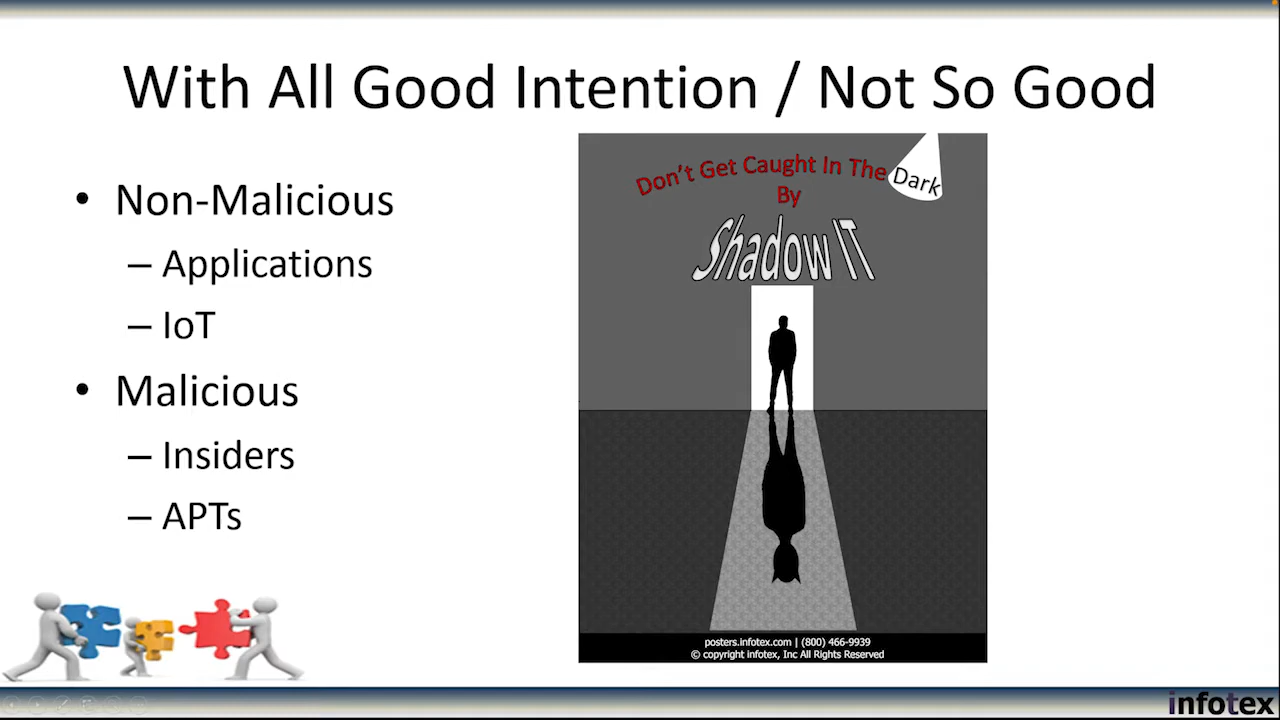 With All Good Intention / Not So Good
• Non-Malicious
– Applications
– IoT
• Malicious
– Insiders
– APTs
Don't Get Caught In The Dark
By
Shadow IT
posters.infotex.com | (800) 466-9939
© copyright infotex, Inc All Rights Reserved
infotex